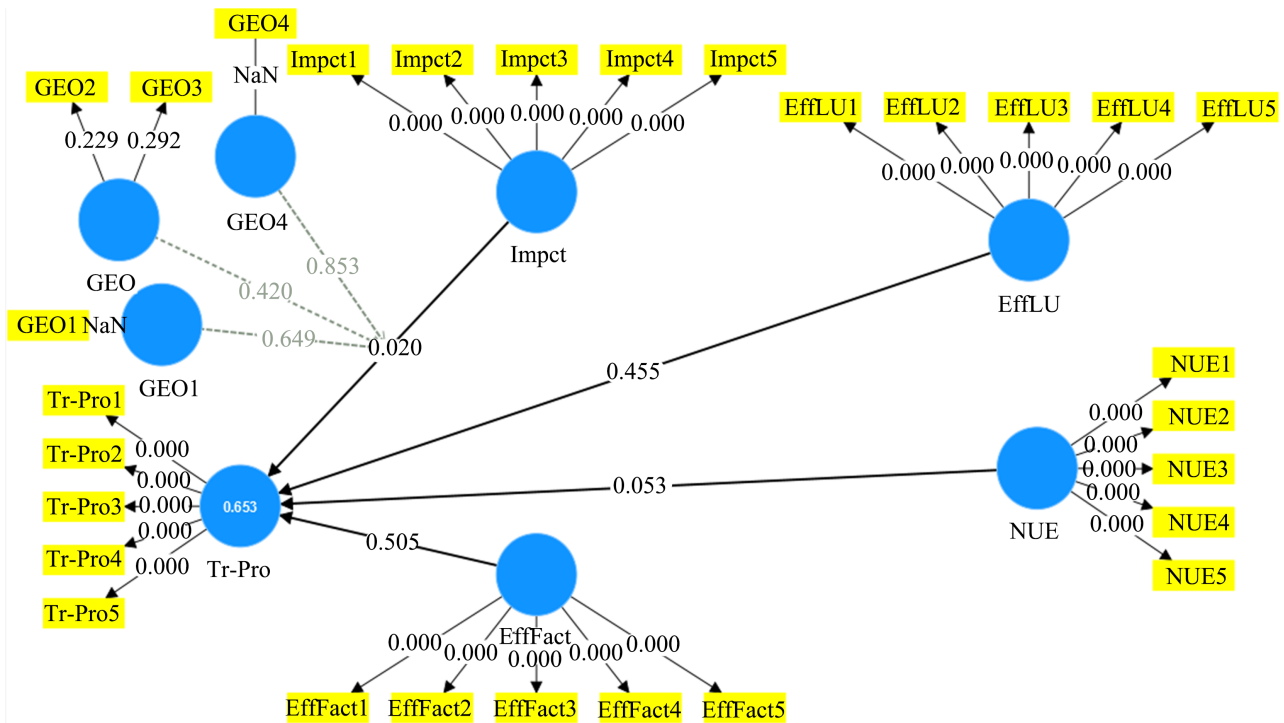 GEO4
NaN
GEO4
GEO2
GEO3
0.229
0.292
GEO
GEO1
NaN
GEO1
0.853
0.420
0.649
0.020
Impct1
Impct2
Impct3
Impct4
Impct5
0.000
0.000
0.000
0.000
0.000
Impct
EffLU1
EffLU2
EffLU3
EffLU4
EffLU5
0.000
0.000
0.000
0.000
0.000
EffLU
0.455
0.053
0.505
NUE1
NUE2
NUE3
NUE4
NUE5
0.000
0.000
0.000
0.000
0.000
NUE
Tr-Pro1
Tr-Pro2
Tr-Pro3
Tr-Pro4
Tr-Pro5
0.000
0.000
0.000
0.000
0.000
0.653
Tr-Pro
EffFact
0.000
0.000
0.000
0.000
0.000
EffFact1
EffFact2
EffFact3
EffFact4
EffFact5